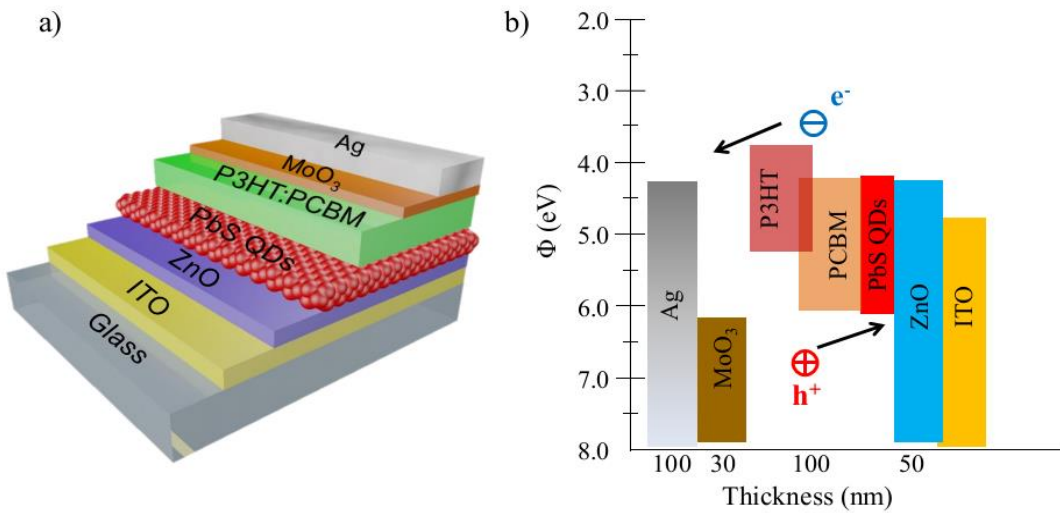 a)
Ag
MoO₃
P3HT:PCBM
PbS QDs
ZnO
ITO
Glass
b)
Φ (eV)
2.0
3.0
4.0
5.0
6.0
7.0
8.0
e⁻
h⁺
Ag
MoO₃
P3HT
PCBM
PbS QDs
ZnO
ITO
100 30 100 50
Thickness (nm)